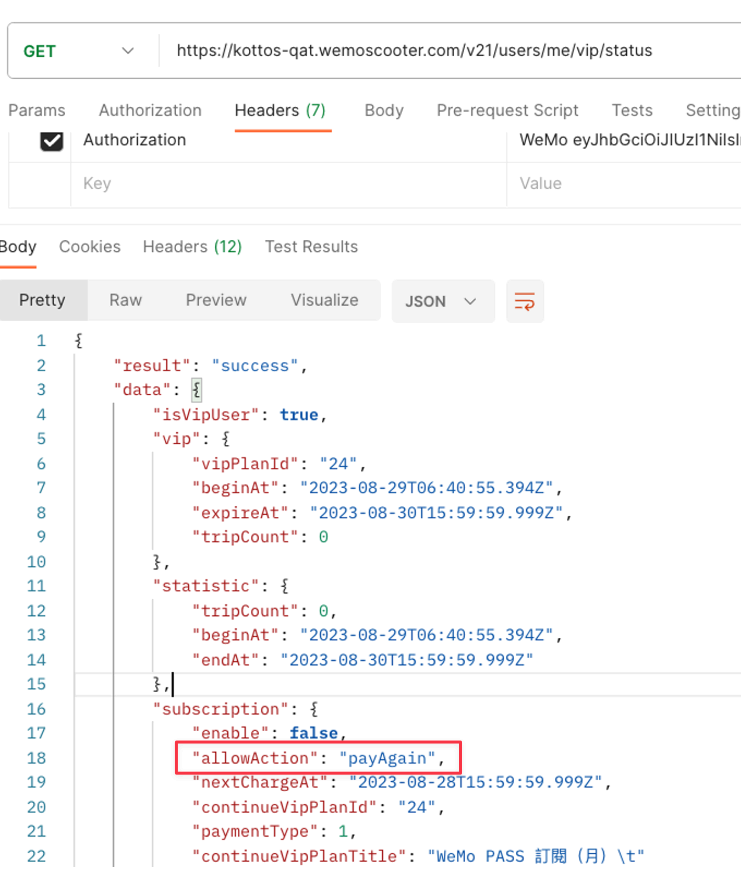 GET https://kottos-qat.wemoscooter.com/v21/users/me/vip/status
Params Authorization Headers (7) Body Pre-request Script Tests Setting
Authorization WeMo eyJhbGciOiJIUzI1NiIsIn
Key Value
Body Cookies Headers (12) Test Results
Pretty Raw Preview Visualize JSON
1 {
2 "result": "success",
3 "data": {
4 "isVipUser": true,
5 "vip": {
6 "vipPlanId": "24",
7 "beginAt": "2023-08-29T06:40:55.394Z",
8 "expireAt": "2023-08-30T15:59:59.999Z",
9 "tripCount": 0
10 },
11 "statistic": {
12 "tripCount": 0,
13 "beginAt": "2023-08-29T06:40:55.394Z",
14 "endAt": "2023-08-30T15:59:59.999Z"
15 },
16 "subscription": {
17 "enable": false,
18 "allowAction": "payAgain",
19 "nextChargeAt": "2023-08-28T15:59:59.999Z",
20 "continueVipPlanId": "24",
21 "paymentType": 1,
22 "continueVipPlanTitle": "WeMo PASS 訂閱 (月) \t"